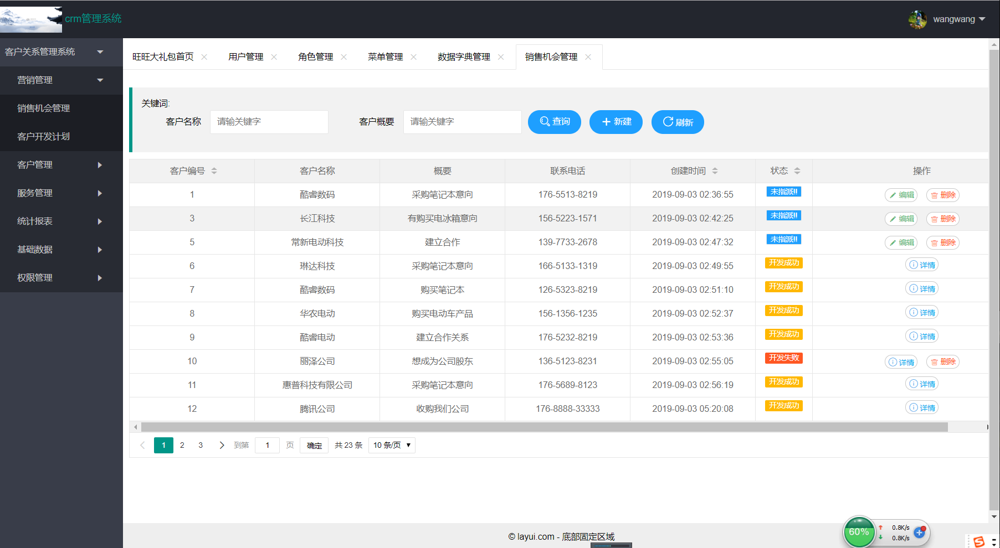 crm管理系统
wangwang
客户关系管理系统
营销管理
销售机会管理
客户开发计划
客户管理
服务管理
统计报表
基础数据
权限管理
旺旺大礼包首页 用户管理 角色管理 菜单管理 数据字典管理 销售机会管理
关键词:
客户名称 请输关键字 客户概要 请输关键字 查询 新建 刷新
客户编号 客户名称 概要 联系电话 创建时间 状态 操作
1 酷睿数码 采购笔记本意向 176-5513-8219 2019-09-03 02:36:55 未指派!! 编辑 删除
3 长江科技 有购买电冰箱意向 156-5223-1571 2019-09-03 02:42:25 未指派!! 编辑 删除
5 常新电动科技 建立合作 139-7733-2678 2019-09-03 02:47:32 未指派!! 编辑 删除
6 琳达科技 采购笔记本意向 166-5133-1319 2019-09-03 02:49:55 开发成功 详情
7 酷睿数码 购买笔记本 126-5323-8219 2019-09-03 02:51:10 开发成功 详情
8 华农电动 购买电动车产品 156-1356-1235 2019-09-03 02:52:37 开发成功 详情
9 酷睿电动 建立合作关系 176-5232-8219 2019-09-03 02:53:36 开发成功 详情
10 丽泽公司 想成为公司股东 136-5123-8231 2019-09-03 02:55:05 开发失败 详情 删除
11 惠普科技有限公司 采购笔记本意向 176-5689-8123 2019-09-03 02:56:19 开发成功 详情
12 腾讯公司 收购我们公司 176-8888-33333 2019-09-03 05:20:08 开发成功 详情
1 2 3 到第 1 页 确定 共 23 条 10 条/页
© layui.com - 底部固定区域
60% 0.8K/s
0.8K/s